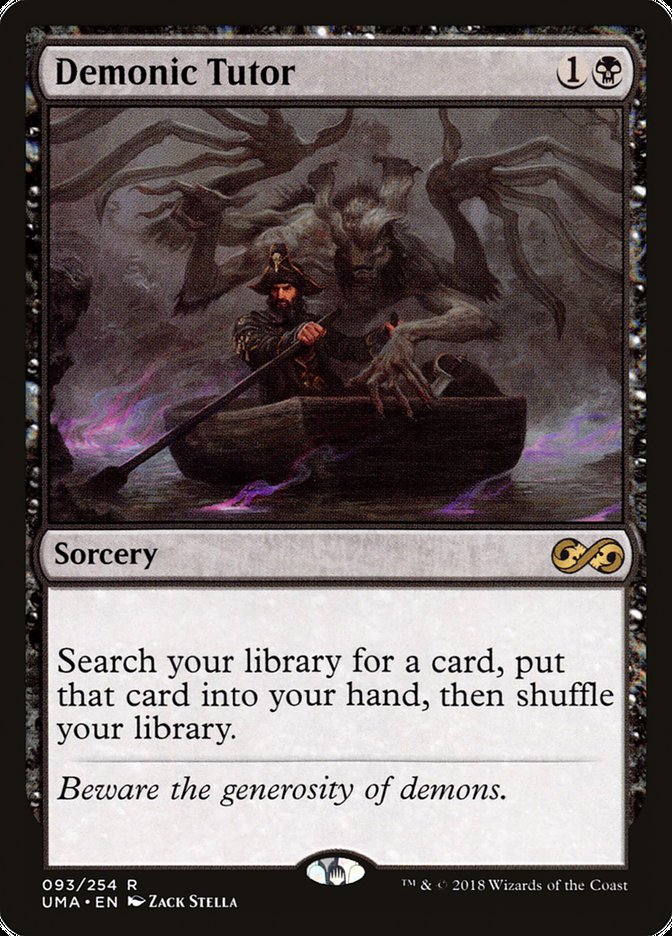 Demonic Tutor 1
Sorcery
Search your library for a card, put
that card into your hand, then shuffle
your library.
Beware the generosity of demons.
093/254 R
UMA • EN Zack Stella
™ & © 2018 Wizards of the Coast